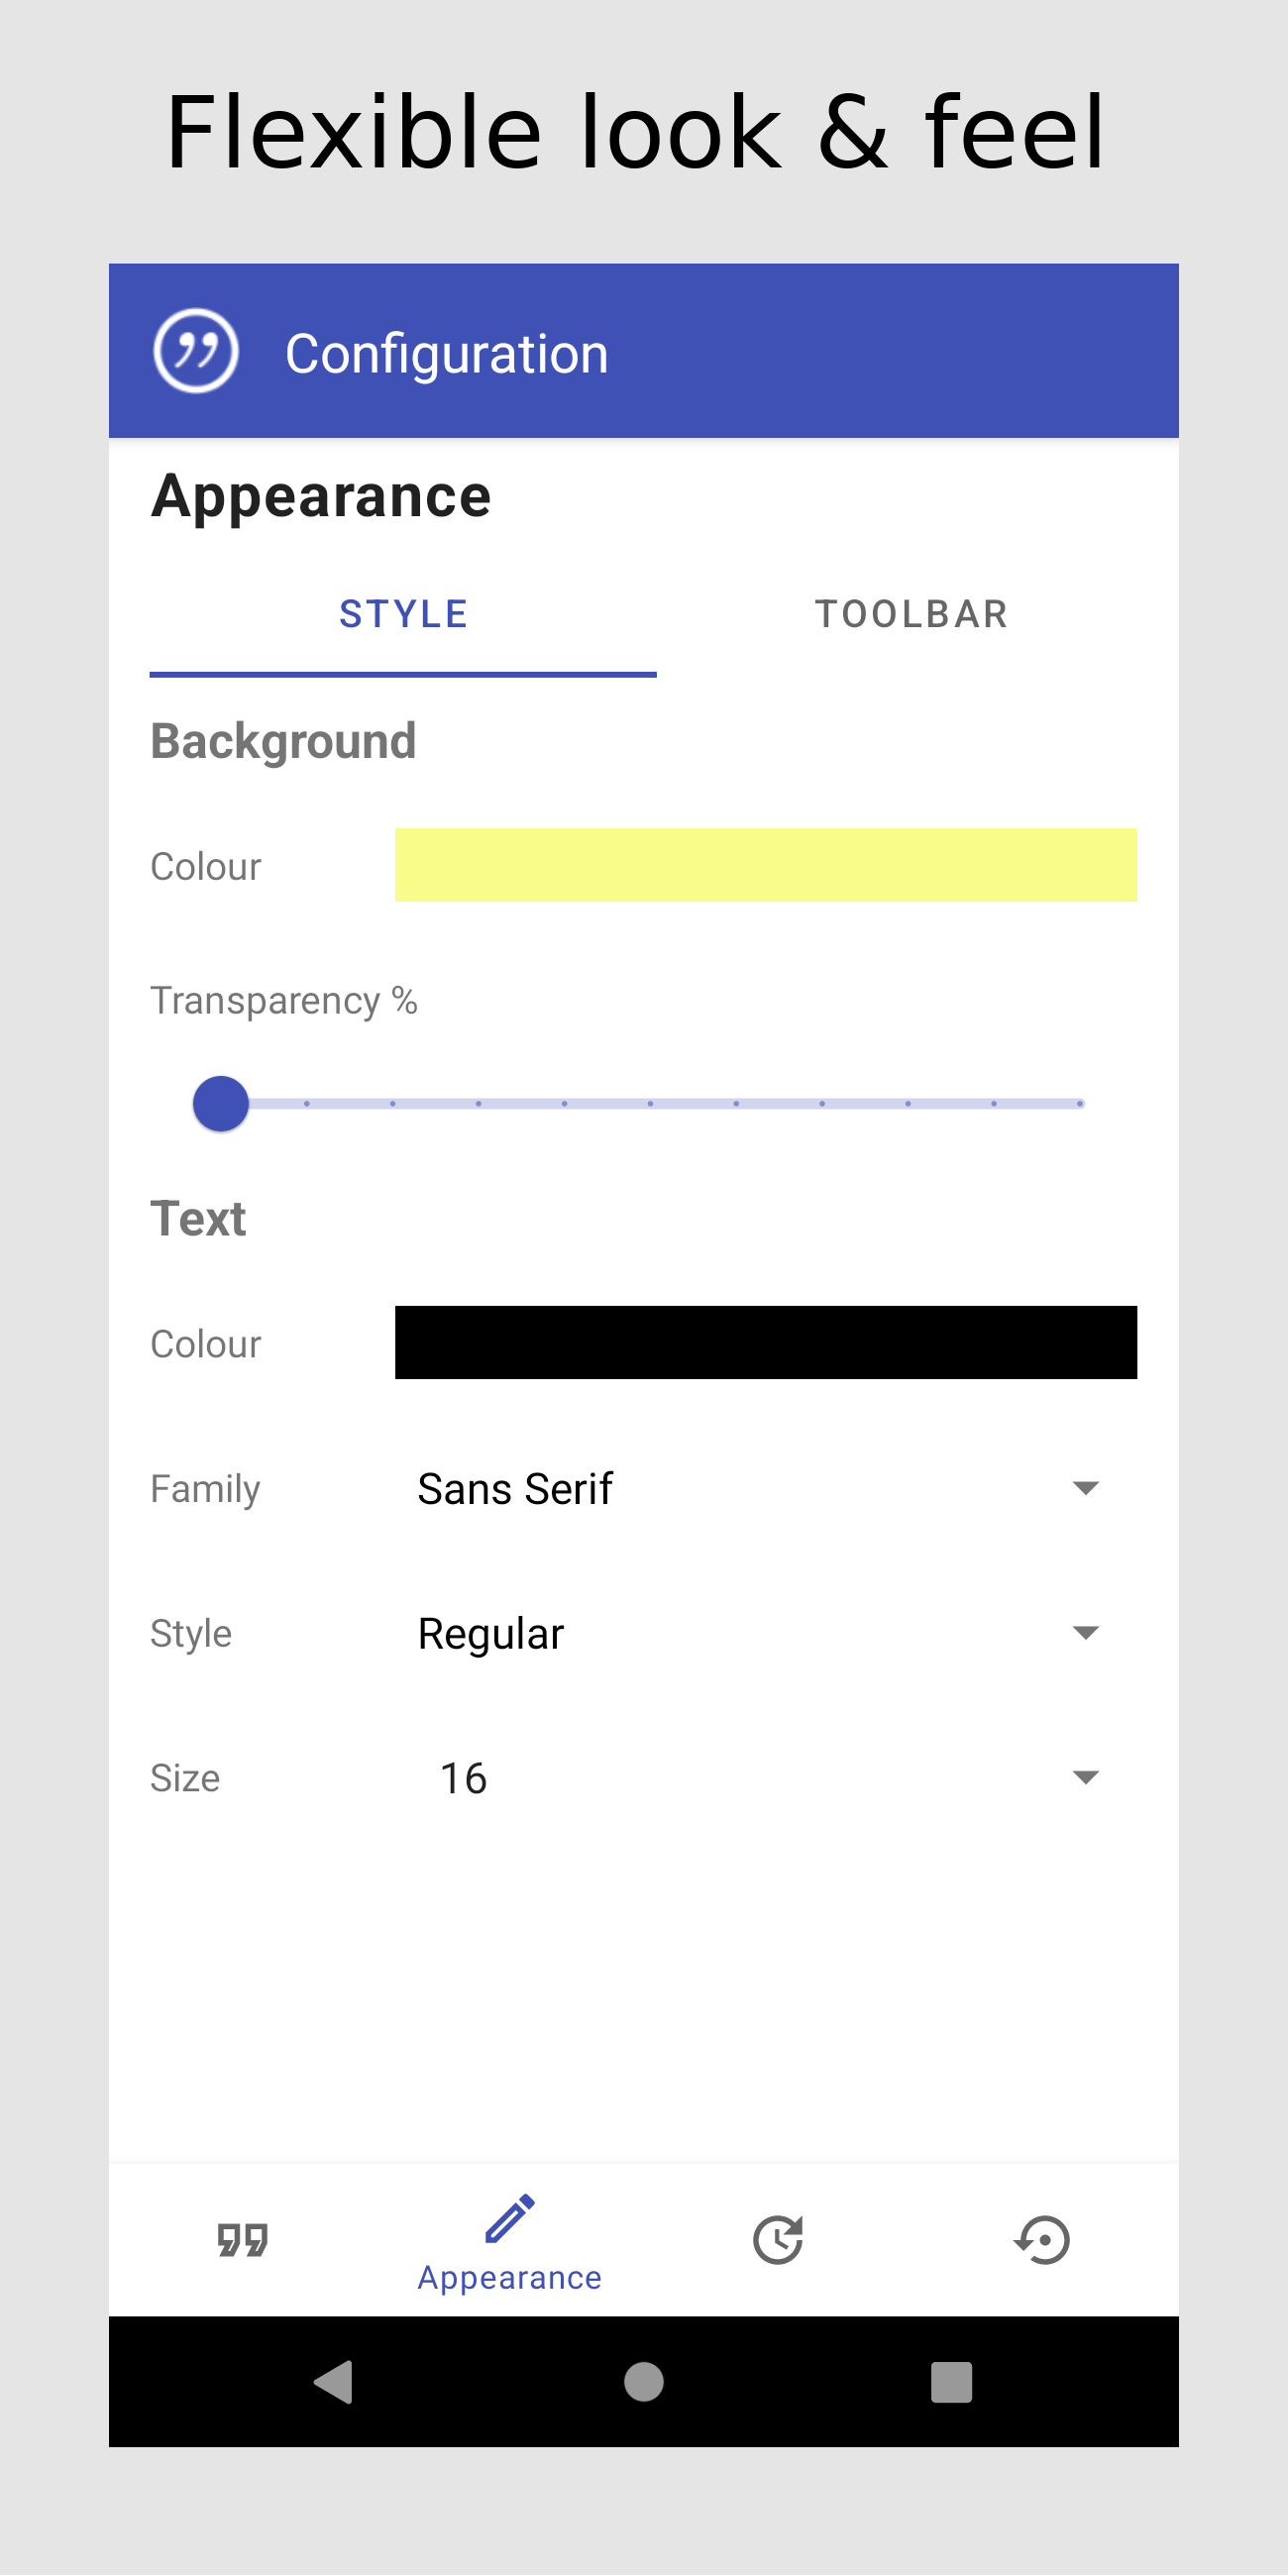 Flexible look & feel
Configuration
Appearance
STYLE TOOLBAR
Background
Colour
Transparency %
Text
Colour
Family Sans Serif
Style Regular
Size 16
Appearance